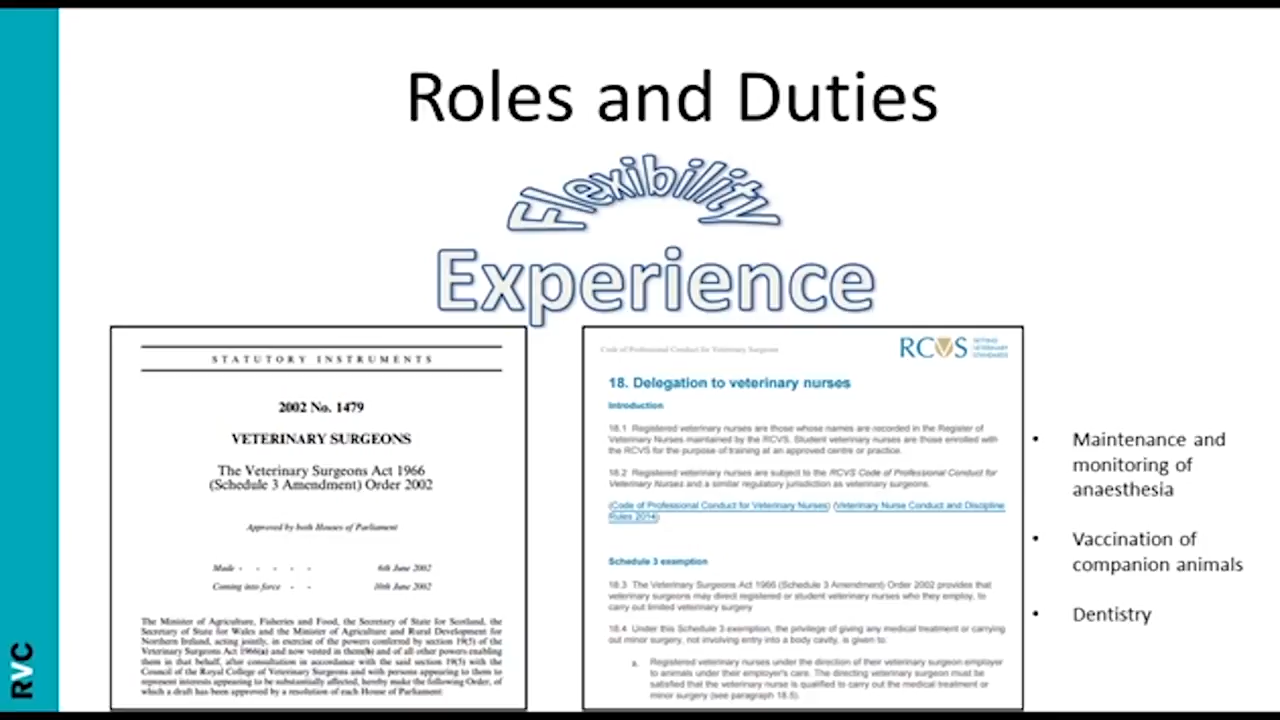 Roles and Duties
Flexibility
Experience
STATUTORY INSTRUMENTS
2002 No. 1479
VETERINARY SURGEONS
The Veterinary Surgeons Act 1966
(Schedule 3 Amendment) Order 2002
Approved by both Houses of Parliament
Made - - - - - 6th June 2002
Coming into force - - 10th June 2002
The Minister of Agriculture, Fisheries and Food, the Secretary of State for Scotland, the
Secretary of State for Wales and the Minister of Agriculture and Rural Development for
Northern Ireland, acting jointly, in exercise of the powers conferred by section 19(5) of the
Veterinary Surgeons Act 1966(a) and now vested in them(b) and of all other powers enabling
them in that behalf, after consultation in accordance with the said section 19(5) with the
Council of the Royal College of Veterinary Surgeons and with persons appearing to them to
represent interests appearing to be substantially affected, hereby make the following Order, of
which a draft has been approved by a resolution of each House of Parliament:
Code of Professional Conduct for Veterinary Surgeons
RCVS SETTING VETERINARY STANDARDS
18. Delegation to veterinary nurses
Introduction
18.1 Registered veterinary nurses are those whose names are recorded in the Register of
Veterinary Nurses maintained by the RCVS. Student veterinary nurses are those enrolled with
the RCVS for the purpose of training at an approved centre or practice.
18.2 Registered veterinary nurses are subject to the RCVS Code of Professional Conduct for
Veterinary Nurses and a similar regulatory jurisdiction as veterinary surgeons.
(Code of Professional Conduct for Veterinary Nurses) (Veterinary Nurse Conduct and Discipline
Rules 2014)
Schedule 3 exemption
18.3 The Veterinary Surgeons Act 1966 (Schedule 3 Amendment) Order 2002 provides that
veterinary surgeons may direct registered or student veterinary nurses who they employ, to
carry out limited veterinary surgery
18.4 Under this Schedule 3 exemption, the privilege of giving any medical treatment or carrying
out minor surgery, not involving entry into a body cavity, is given to:
a. Registered veterinary nurses under the direction of their veterinary surgeon employer
to animals under their employer's care. The directing veterinary surgeon must be
satisfied that the veterinary nurse is qualified to carry out the medical treatment or
minor surgery (see paragraph 18.5).
• Maintenance and
monitoring of
anaesthesia
• Vaccination of
companion animals
• Dentistry
RVC